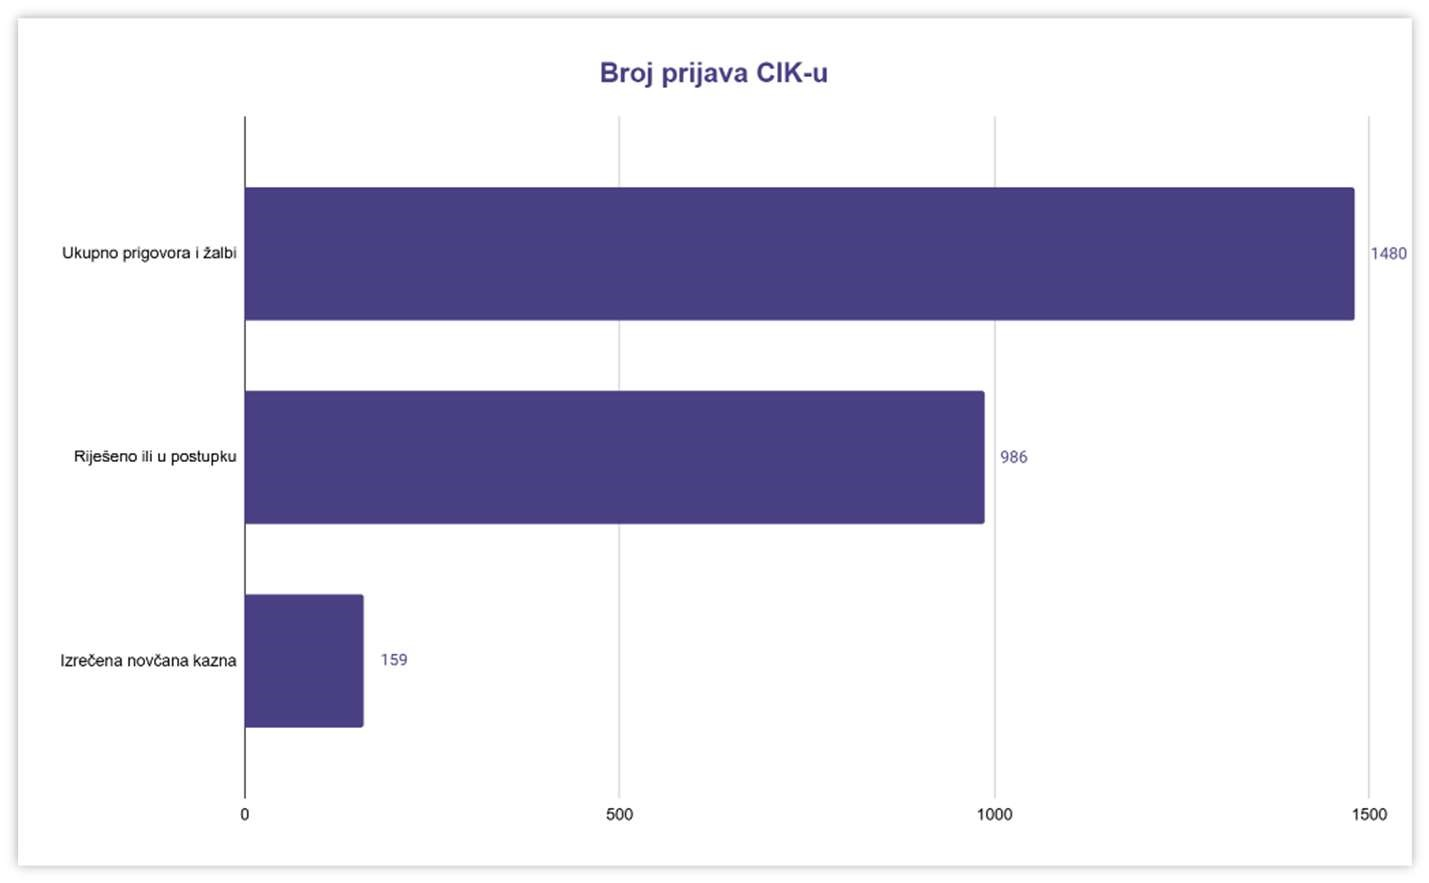 Broj prijava CIK-u
Ukupno prigovora i žalbi
1480
Riješeno ili u postupku
986
Izrečena novčana kazna
159
0
500
1000
1500